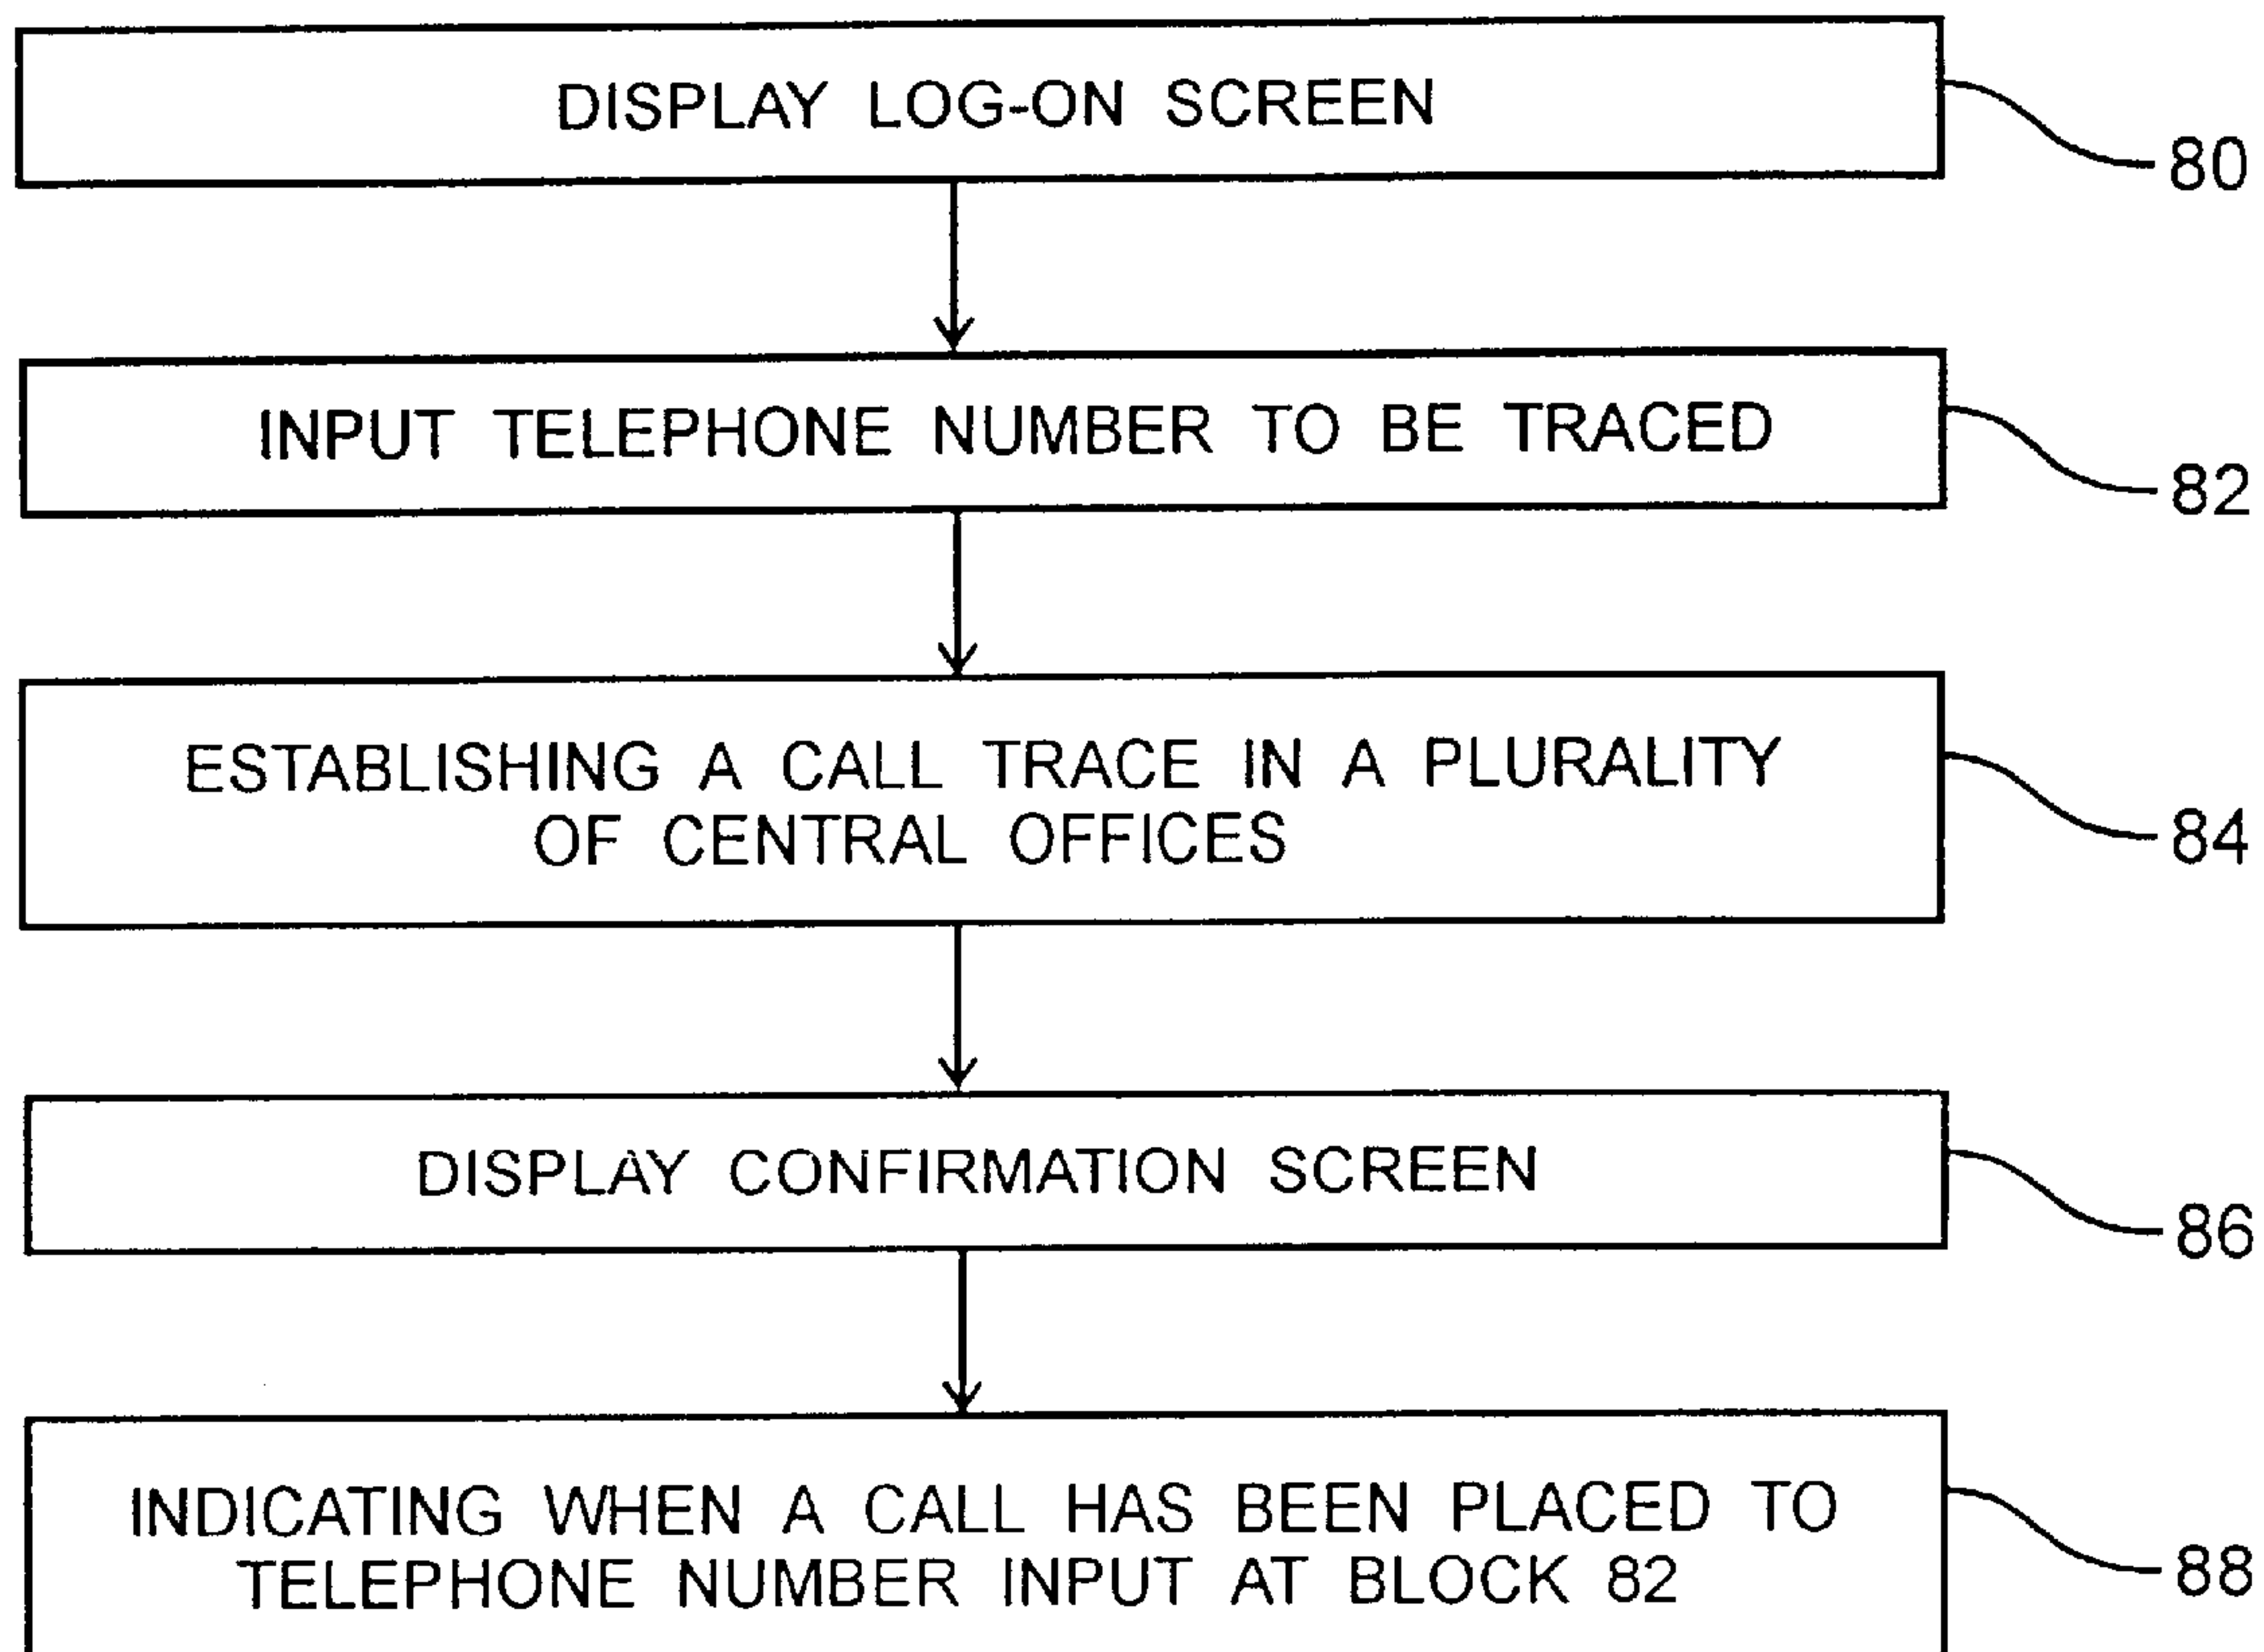 DISPLAY LOG-ON SCREEN
80
INPUT TELEPHONE NUMBER TO BE TRACED
82
ESTABLISHING A CALL TRACE IN A PLURALITY
OF CENTRAL OFFICES
84
DISPLAY CONFIRMATION SCREEN
86
INDICATING WHEN A CALL HAS BEEN PLACED TO
TELEPHONE NUMBER INPUT AT BLOCK 82
88